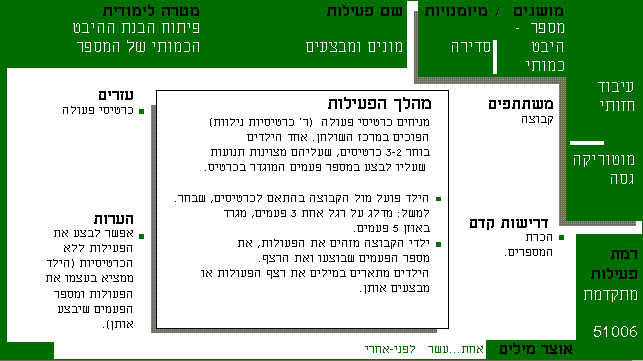 מושגים / מיומנויות
מספר -
היבט
כמותי
סדירה
שם פעילות
מונים ומבצעים
מטרה לימודית
פיתוח הבנת ההיבט
הכמותי של המספר
עיבוד
חזותי
מוטוריקה
גסה
משתתפים
קבוצה
דרישות קדם
הכרת
המספרים.
מהלך הפעילות
מניחים כרטיסי פעולה (ר' כרטיסיות נילוות)
הפוכים במרכז השולחן. אחד הילדים
בוחר 2-3 כרטיסים, שעליהם מצוינות תנועות
שעליו לבצע במספר פעמים המוגדר בכרטיס.
הילד פועל מול הקבוצה בהתאם לכרטיסים, שבחר.
למשל: מדלג על רגל אחת 3 פעמים, מגרד
באוזן 5 פעמים.
ילדי הקבוצה מזהים את הפעולות, את
מספר הפעמים שבוצעו ואת הרצף.
הילדים מתארים במילים את רצף הפעולות או
מבצעים אותן.
עזרים
כרטיסי פעולה
הערות
אפשר לבצע את
הפעילות ללא
הכרטיסיות (הילד
ממציא בעצמו את
הפעולות ומספר
הפעמים שיבצע
אותן).
רמת
פעילות
מתקדמת
51006
אוצר מילים
אחת...עשר לפני-אחרי